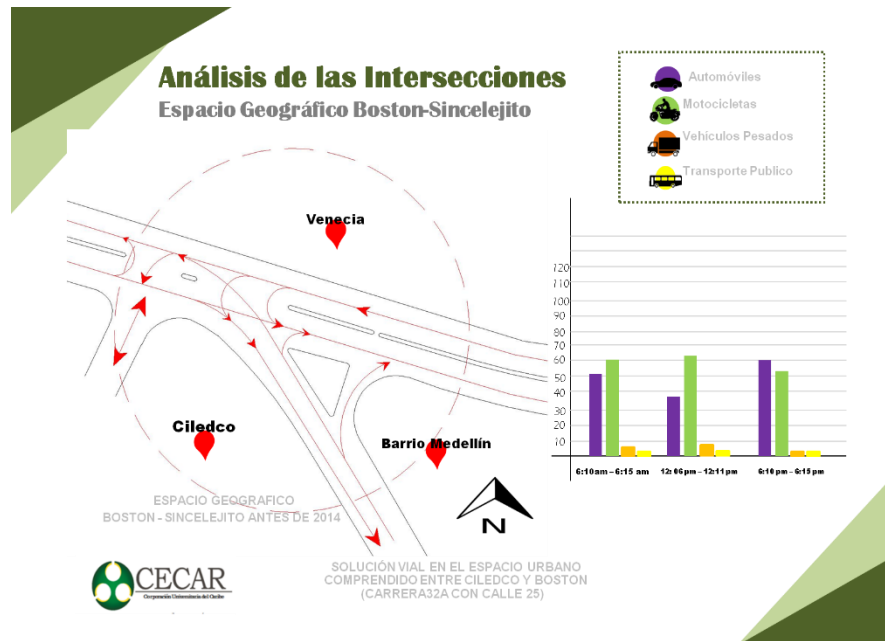 Análisis de las Intersecciones
Espacio Geográfico Boston-Sincelejito
Automóviles
Motocicletas
Vehiculos Pesados
Transporte Publico
Venecia
Ciledco
Barrio Medellín
N
120
110
100
90
80
70
60
50
40
30
20
10
6:10am – 6:15 am
12:06pm – 12:11pm
6:10 pm – 6:15 pm
ESPACIO GEOGRAFICO
BOSTON - SINCELEJITO ANTES DE 2014
CECAR
Corporación Universitaria del Caribe
SOLUCIÓN VIAL EN EL ESPACIO URBANO
COMPRENDIDO ENTRE CILEDCO Y BOSTON
(CARRERA32A CON CALLE 25)